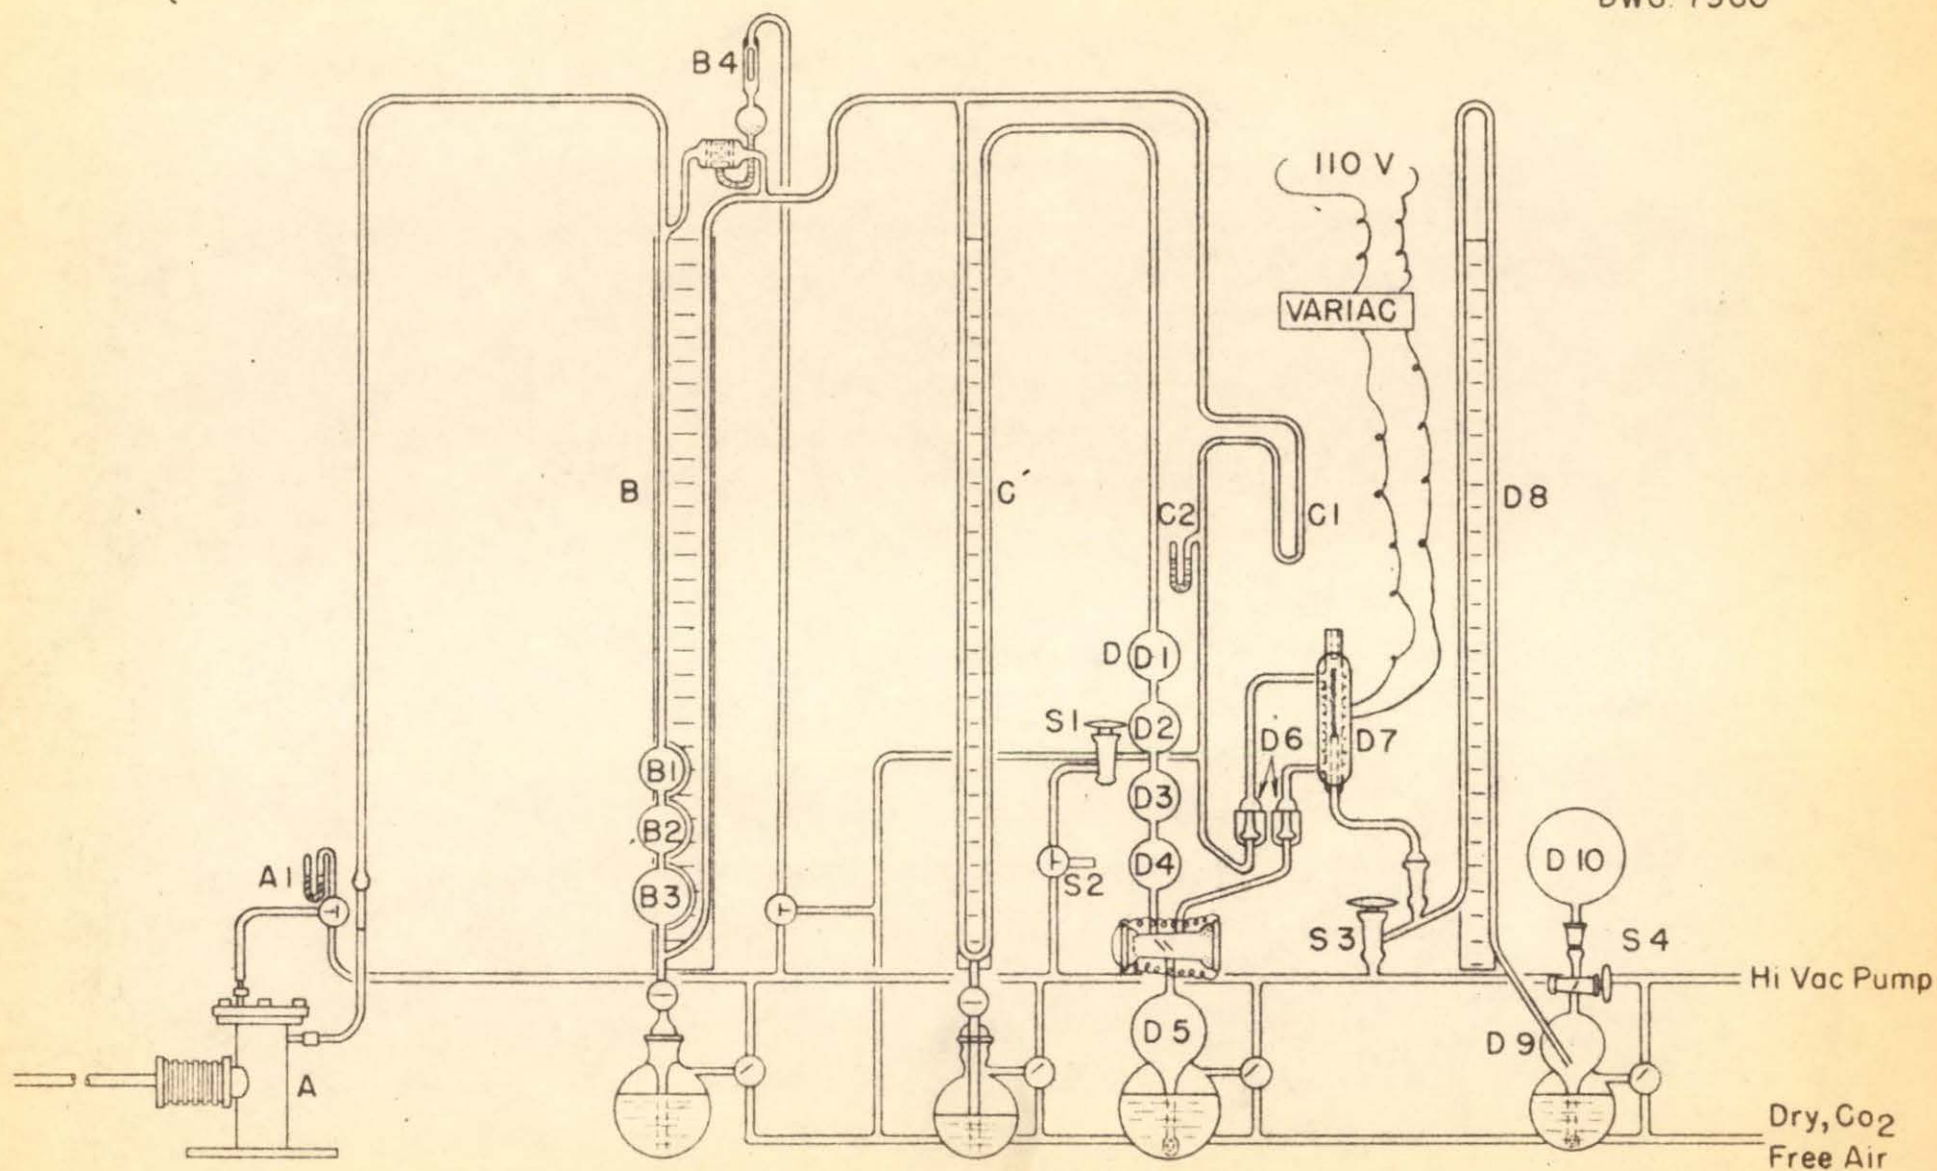 B4
110 V
VARIAC
B
C
C2
C1
D8
D
D1
S1
D2
D6
D7
B1
D3
B2
D4
D10
A1
S2
B3
S3
S4
Hi Vac Pump
D5
D9
A
Dry, Co2
Free Air